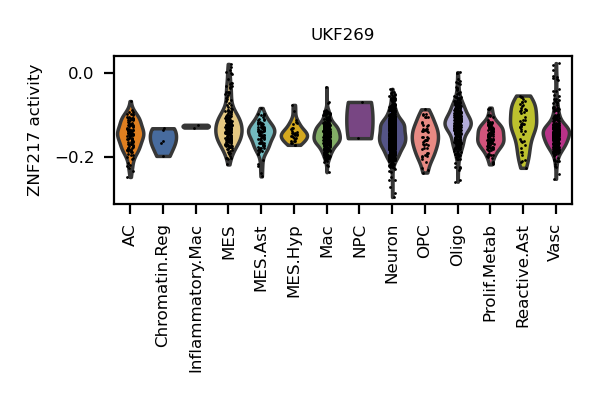 UKF269
ZNF217 activity
0.0
−0.2
AC
Chromatin.Reg
Inflammatory.Mac
MES
MES.Ast
MES.Hyp
Mac
NPC
Neuron
OPC
Oligo
Prolif.Metab
Reactive.Ast
Vasc